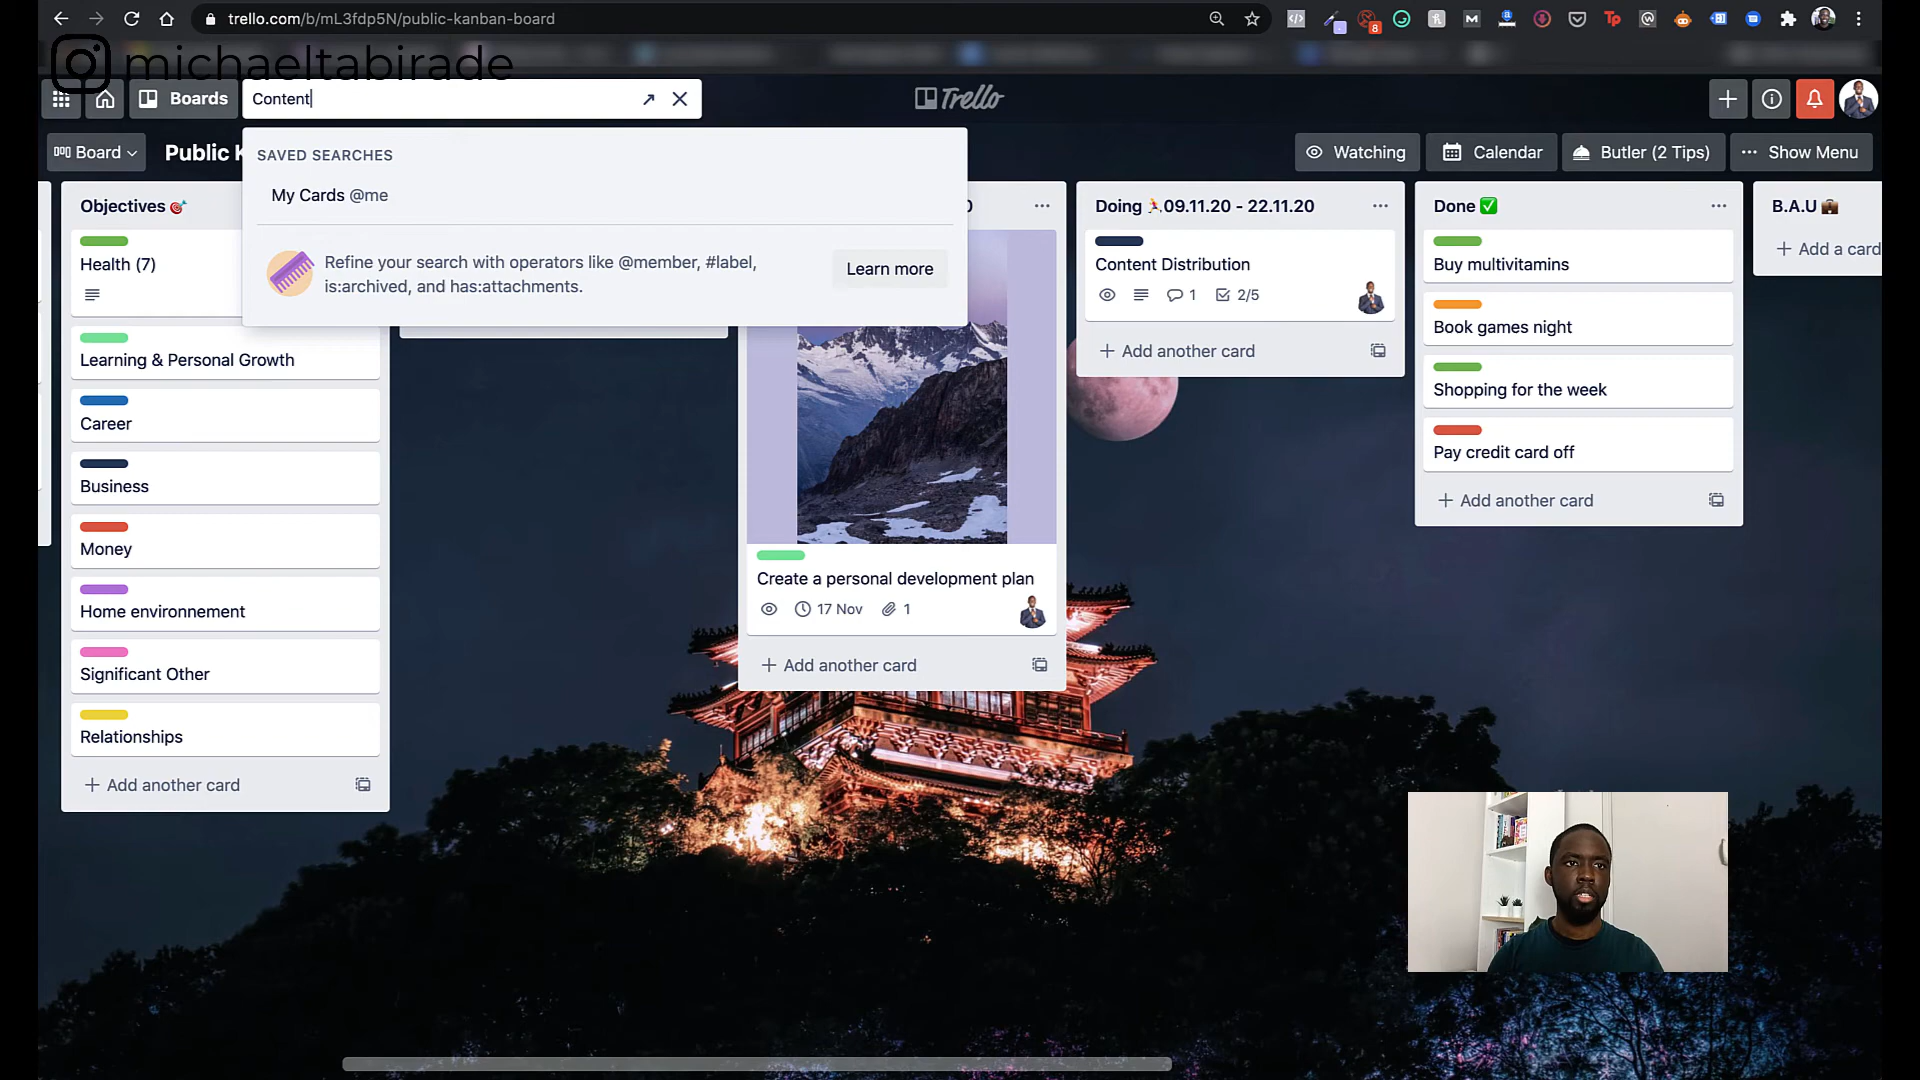 trello.com/b/mL3fdp5N/public-kanban-board
8
michaeltabirade
Boards
Content
Trello
Board
Public K
Watching
Calendar
Butler (2 Tips)
Show Menu
SAVED SEARCHES
My Cards @me
Refine your search with operators like @member, #label,
is:archived, and has:attachments.
Learn more
Objectives
Health (7)
Learning & Personal Growth
Career
Business
Money
Home environnement
Significant Other
Relationships
Add another card
0
Create a personal development plan
17 Nov
1
Add another card
Doing 09.11.20 - 22.11.20
Content Distribution
1
2/5
Add another card
Done
Buy multivitamins
Book games night
Shopping for the week
Pay credit card off
Add another card
B.A.U
Add a card